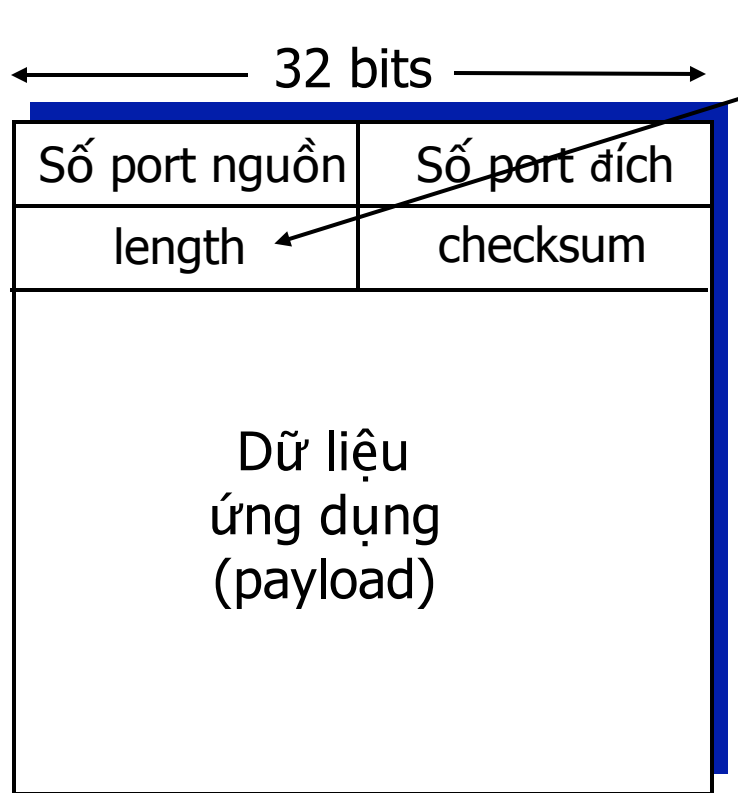 32 bits
Số port nguồn
Số port đích
length
checksum
Dữ liệu
ứng dụng
(payload)